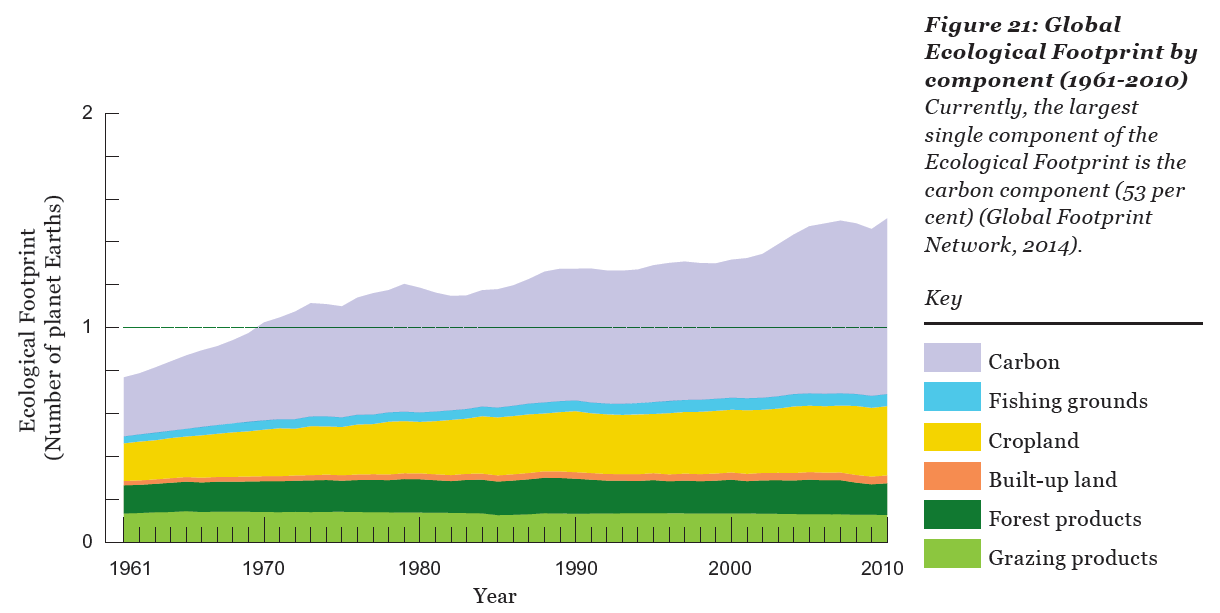 Figure 21: Global
Ecological Footprint by
component (1961-2010)
Currently, the largest
single component of the
Ecological Footprint is the
carbon component (53 per
cent) (Global Footprint
Network, 2014).
Key
Carbon
Fishing grounds
Cropland
Built-up land
Forest products
Grazing products
Ecological Footprint
(Number of planet Earths)
2
1
0
1961 1970 1980 1990 2000 2010
Year